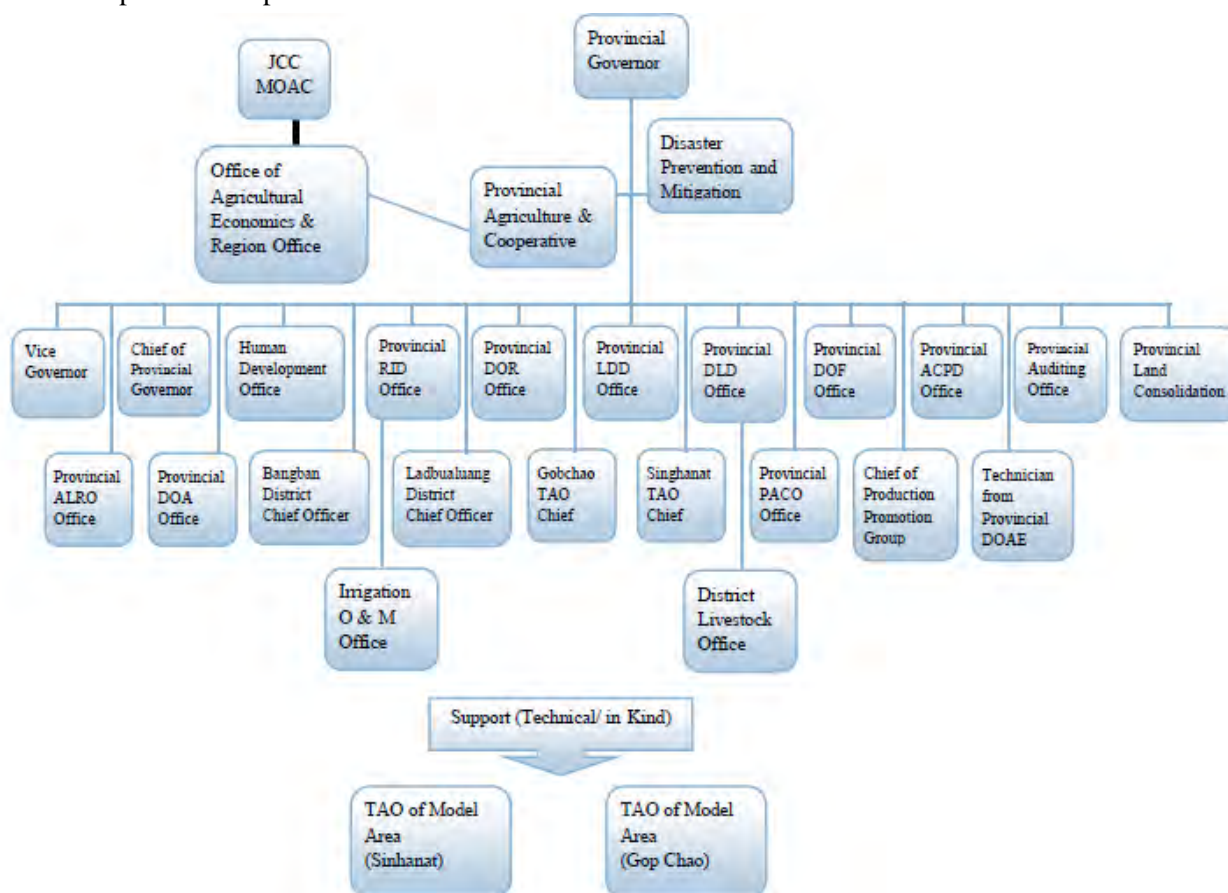 Provincial
Governor
JCC
MOAC
Disaster
Prevention and
Mitigation
Office of
Agricultural
Economics &
Region Office
Provincial
Agriculture &
Cooperative
Vice
Governor
Chief of
Provincial
Governor
Human
Development
Office
Provincial
RID
Office
Provincial
DOR
Office
Provincial
LDD
Office
Provincial
DLD
Office
Provincial
DOF
Office
Provincial
ACPD
Office
Provincial
Auditing
Office
Provincial
Land
Consolidation
Provincial
ALRO
Office
Provincial
DOA
Office
Bangban
District
Chief Officer
Ladbualuang
District
Chief Officer
Gobchao
TAO
Chief
Singhanat
TAO
Chief
Provincial
PACO
Office
Chief of
Production
Promotion
Group
Technician
from
Provincial
DOAE
Irrigation
O & M
Office
District
Livestock
Office
Support (Technical/ in Kind)
TAO of Model
Area
(Sinhanat)
TAO of Model
Area
(Gop Chao)